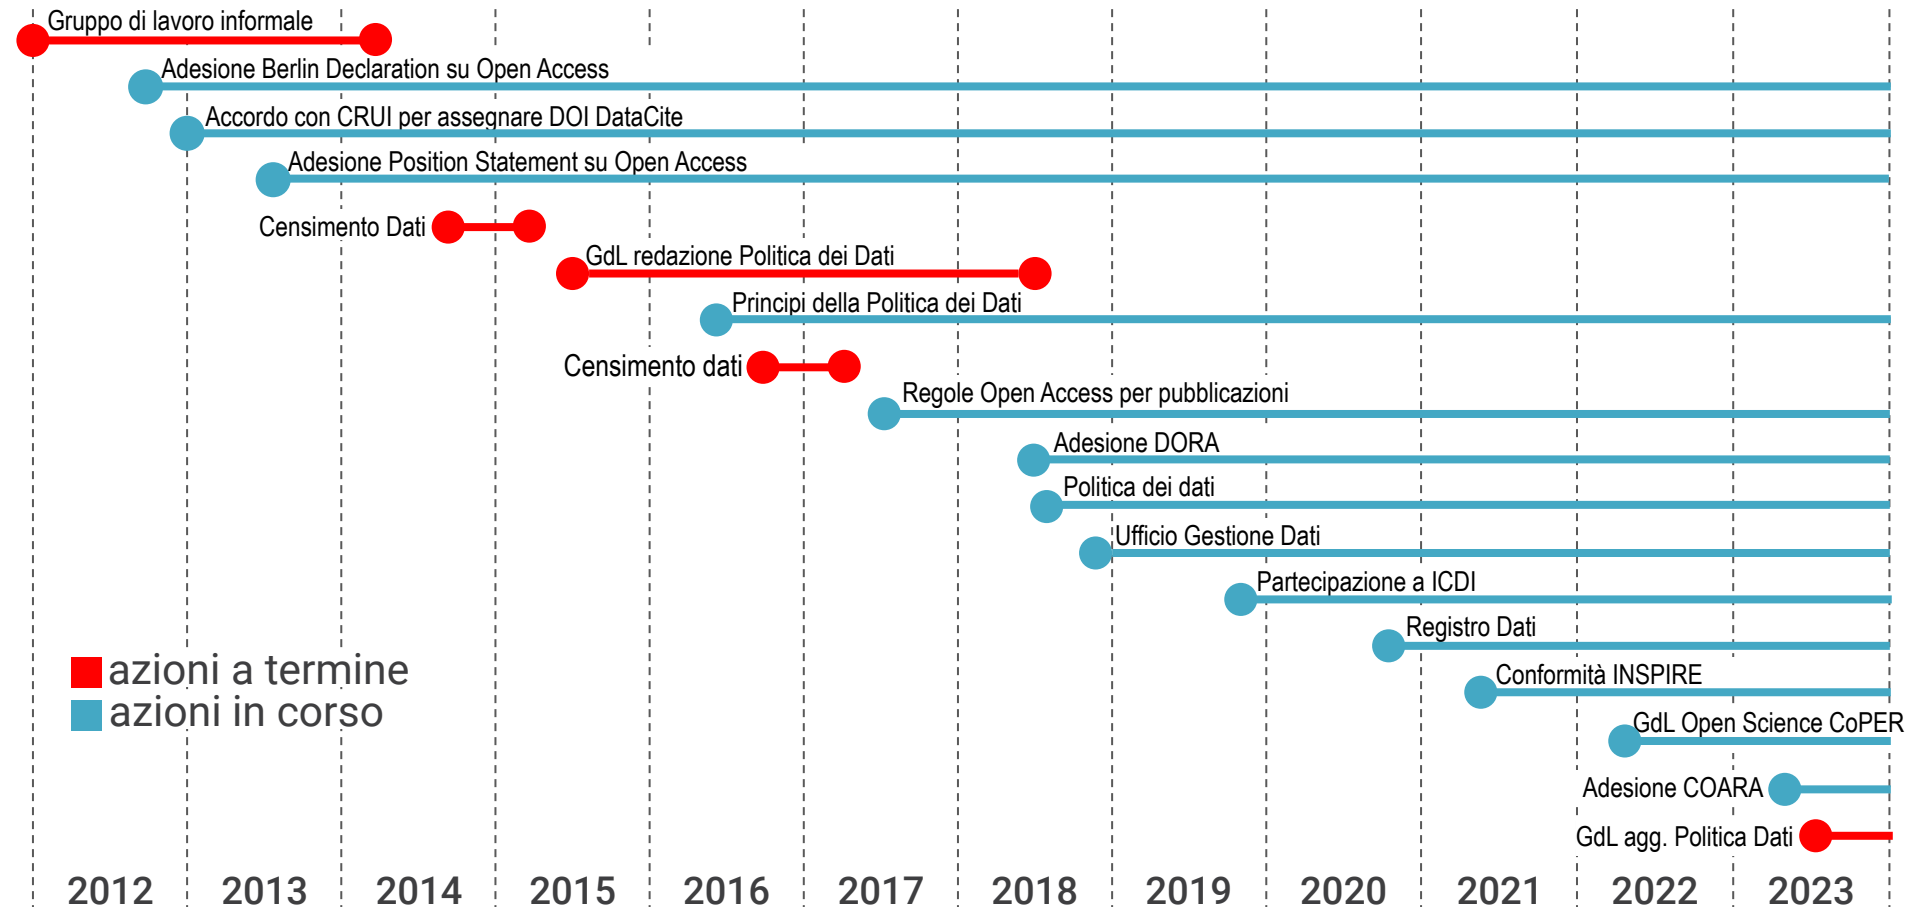 Gruppo di lavoro informale
Adesione Berlin Declaration su Open Access
Accordo con CRUI per assegnare DOI DataCite
Adesione Position Statement su Open Access
Censimento Dati
GdL redazione Politica dei Dati
Principi della Politica dei Dati
Censimento dati
Regole Open Access per pubblicazioni
Adesione DORA
Politica dei dati
Ufficio Gestione Dati
Partecipazione a ICDI
Registro Dati
azioni a termine
azioni in corso
Conformità INSPIRE
GdL Open Science CoPER
Adesione COARA
GdL agg. Politica Dati
2012 2013 2014 2015 2016 2017 2018 2019 2020 2021 2022 2023